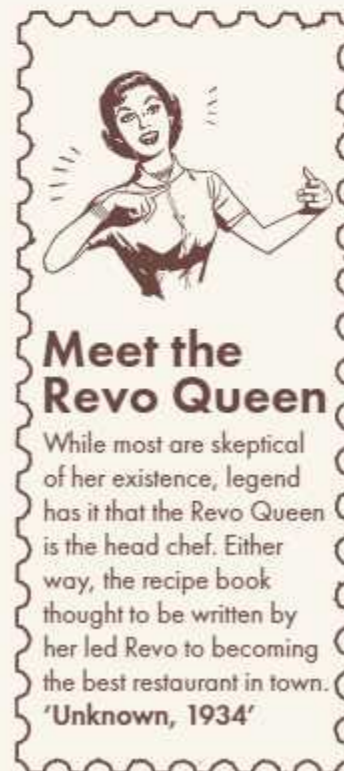 Meet the
Revo Queen
While most are skeptical
of her existence, legend
has it that the Revo Queen
is the head chef. Either
way, the recipe book
thought to be written by
her led Revo to becoming
the best restaurant in town.
‘Unknown, 1934’